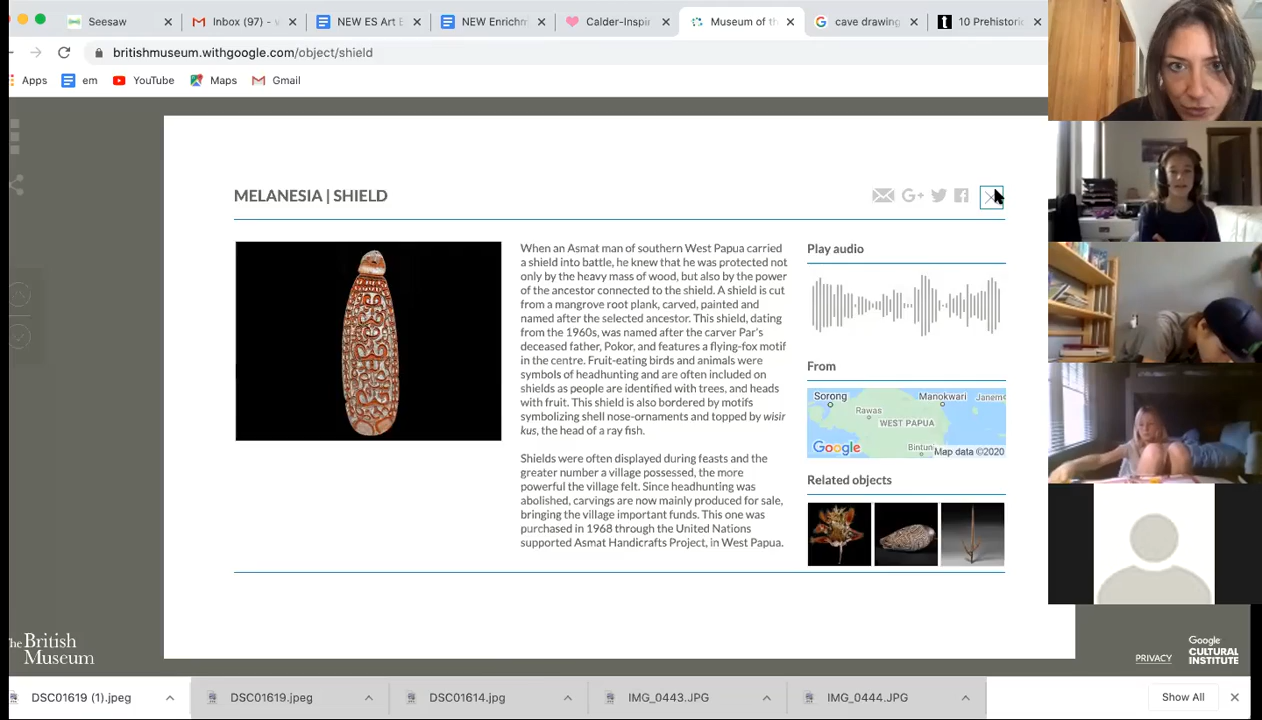 Seesaw
Inbox (97) - v
NEW ES Art E
NEW Enrichm
Calder-Inspir
Museum of th
cave drawing
10 Prehistoric
britishmuseum.withgoogle.com/object/shield
Apps
em
YouTube
Maps
Gmail
MELANESIA | SHIELD
G+
When an Asmat man of southern West Papua carried
a shield into battle, he knew that he was protected not
only by the heavy mass of wood, but also by the power
of the ancestor connected to the shield. A shield is cut
from a mangrove root plank, carved, painted and
named after the selected ancestor. This shield, dating
from the 1960s, was named after the carver Par's
deceased father, Pokor, and features a flying-fox motif
in the centre. Fruit-eating birds and animals were
symbols of headhunting and are often included on
shields as people are identified with trees, and heads
with fruit. This shield is also bordered by motifs
symbolizing shell nose-ornaments and topped by wisir
kus, the head of a ray fish.
Shields were often displayed during feasts and the
greater number a village possessed, the more
powerful the village felt. Since headhunting was
abolished, carvings are now mainly produced for sale,
bringing the village important funds. This one was
purchased in 1968 through the United Nations
supported Asmat Handicrafts Project, in West Papua.
Play audio
From
Sorong
Manokwari
Janem
Rawas
WEST PAPUA
Bintun
Google
Map data ©2020
Related objects
The British
Museum
PRIVACY
Google
CULTURAL
INSTITUTE
DSC01619 (1).jpeg
DSC01619.jpeg
DSC01614.jpg
IMG_0443.JPG
IMG_0444.JPG
Show All